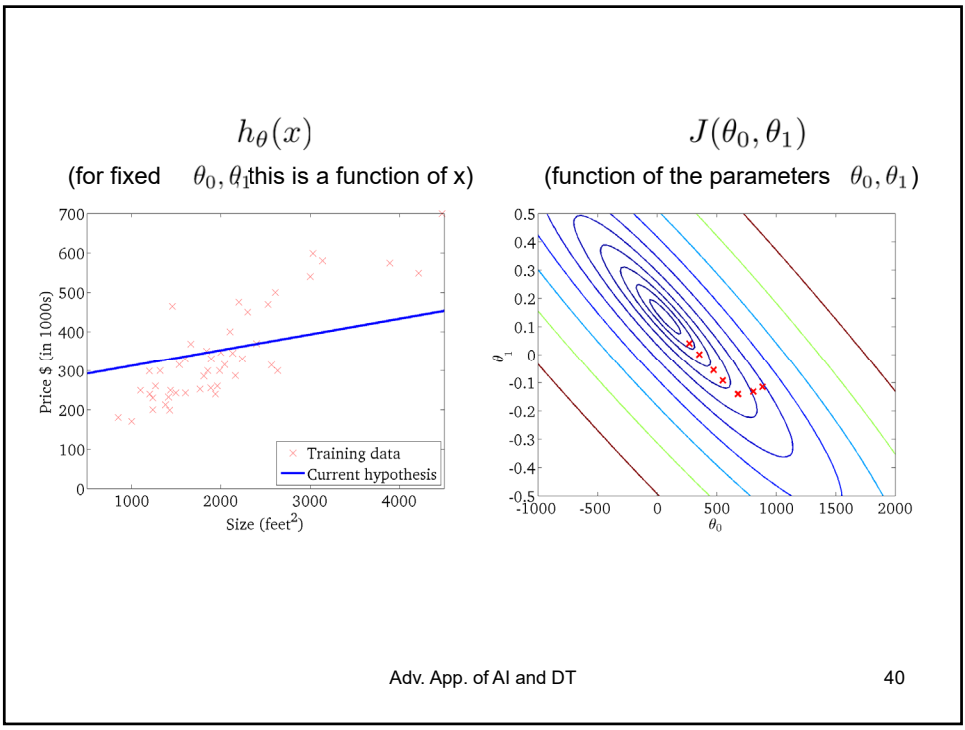 hθ(x)
(for fixed θ0, θ1 this is a function of x)
700
600
500
400
300
200
100
0
Price $ (in 1000s)
1000 2000 3000 4000
Size (feet²)
Training data
Current hypothesis
J(θ0, θ1)
(function of the parameters θ0, θ1)
0.5
0.4
0.3
0.2
0.1
0
-0.1
-0.2
-0.3
-0.4
-0.5
θ1
-1000 -500 0 500 1000 1500 2000
θ0
Adv. App. of AI and DT 40